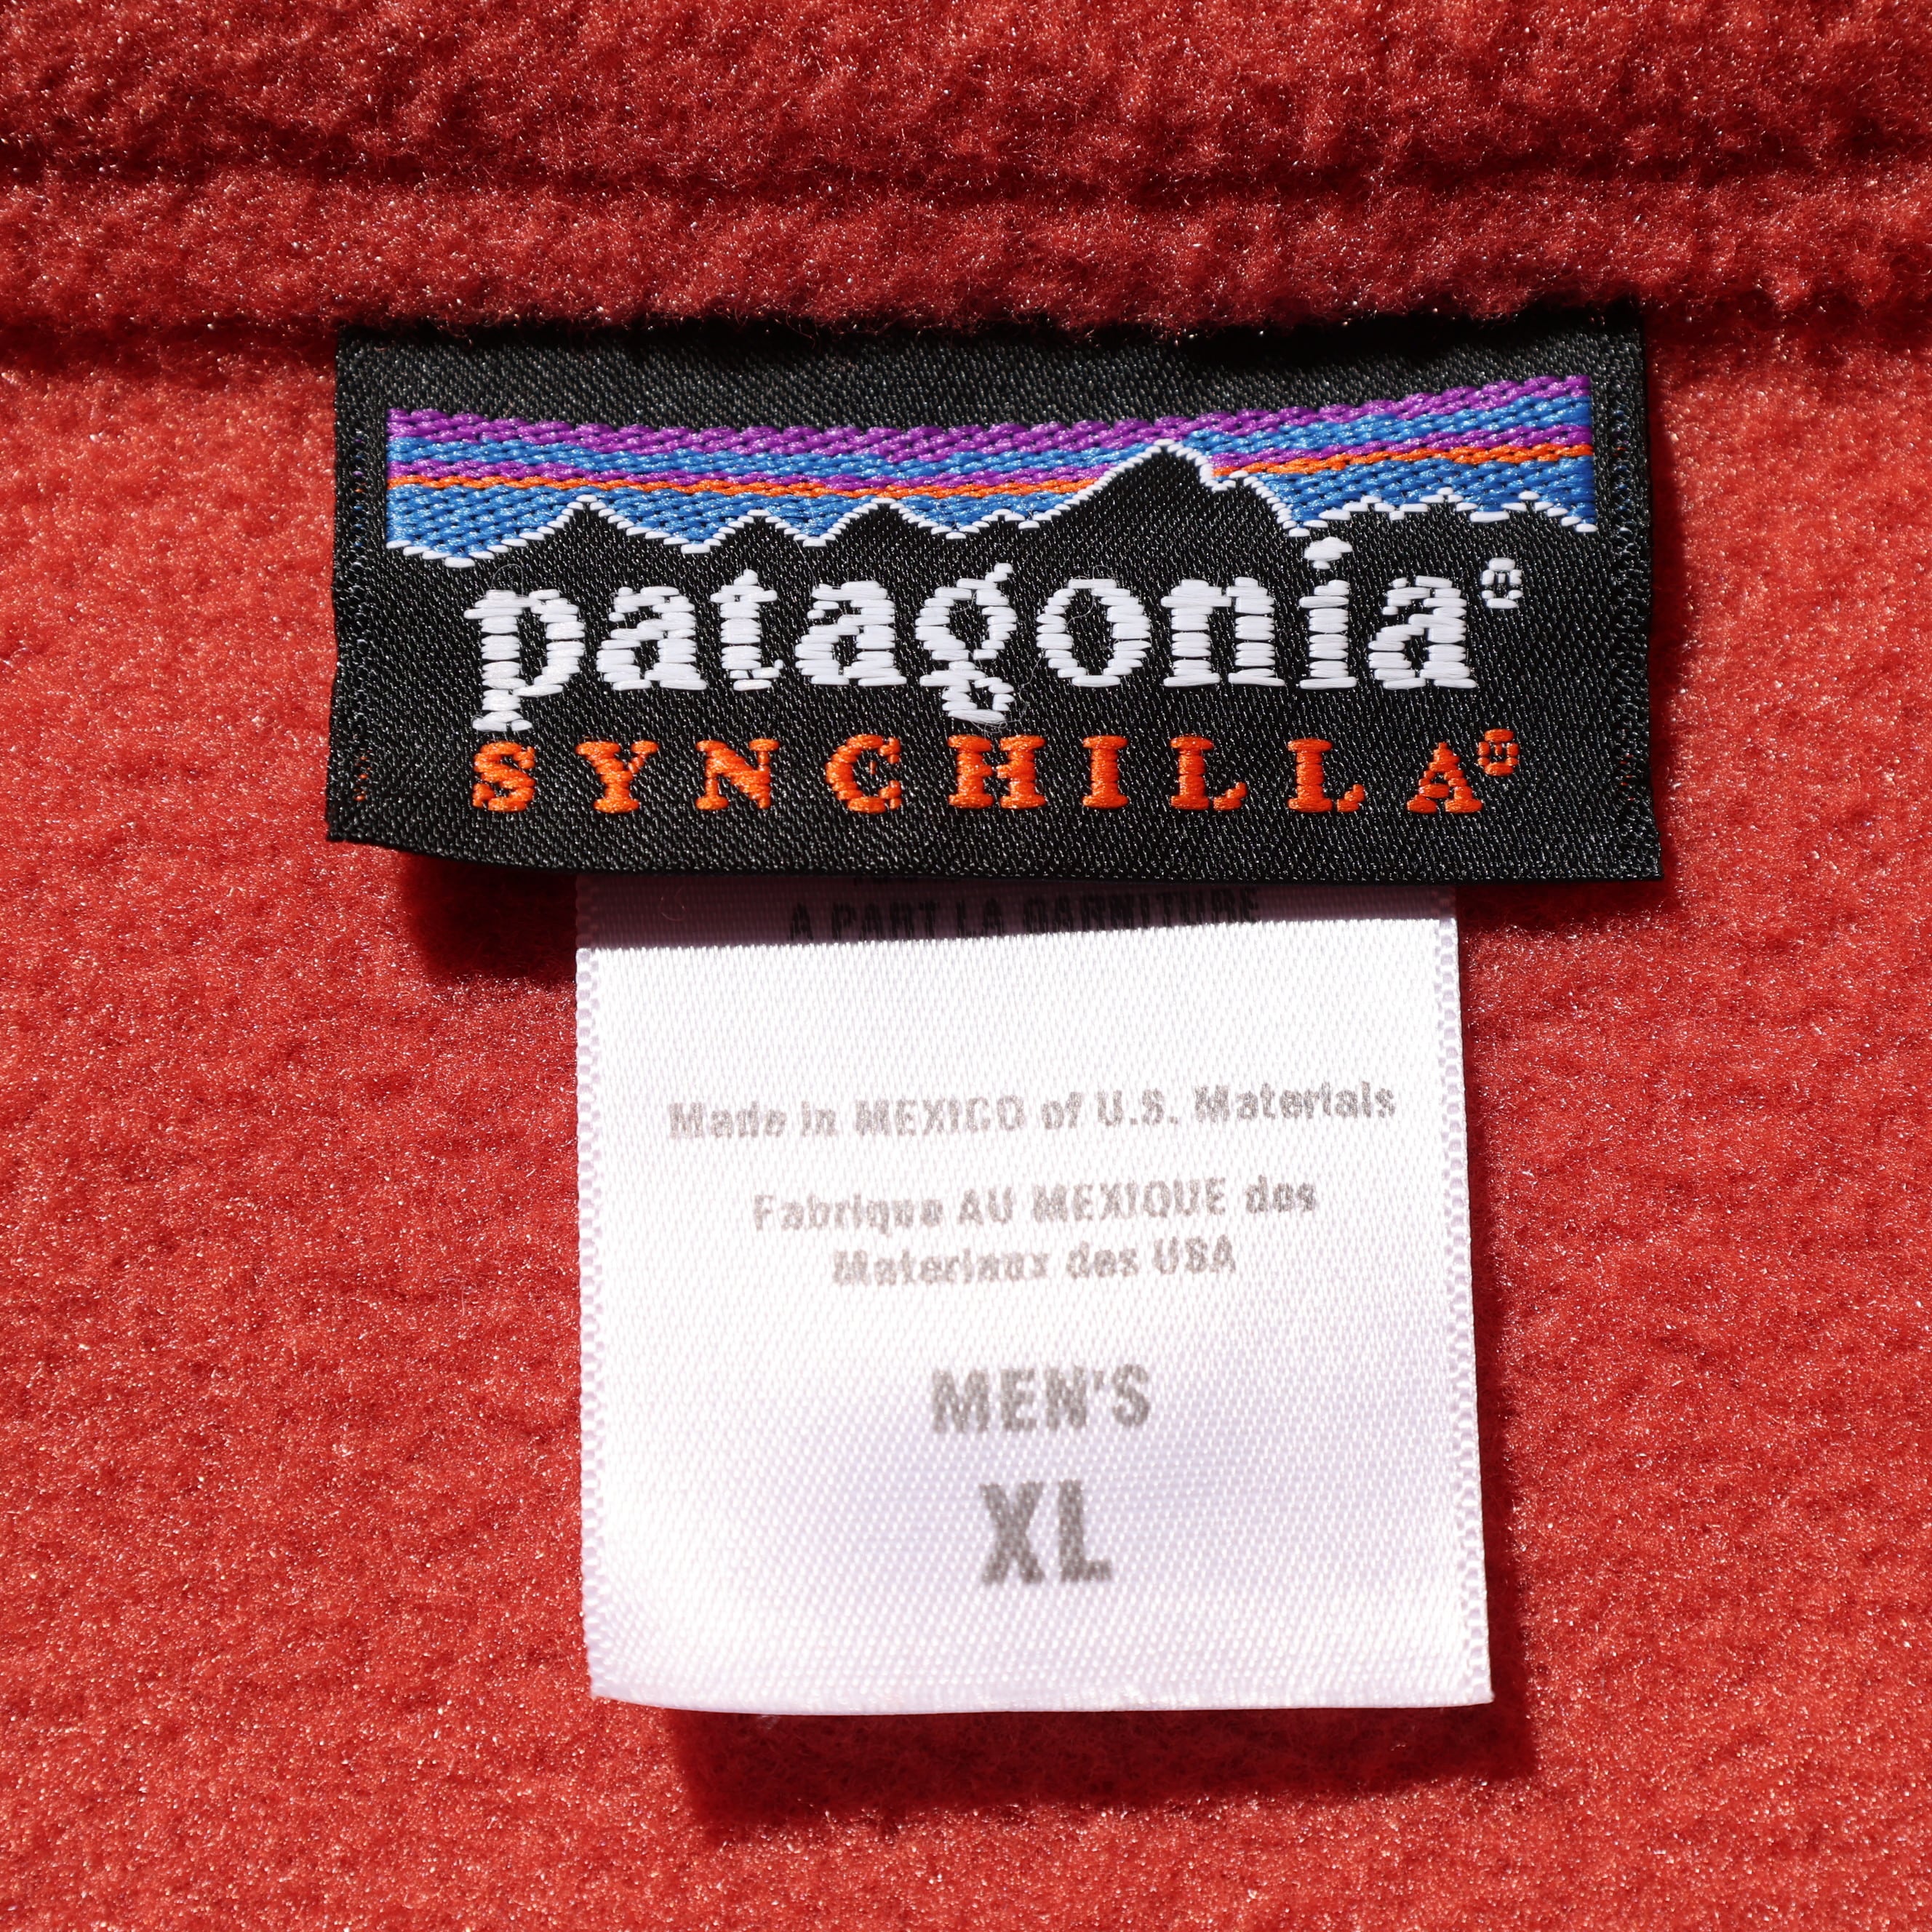 patagonia®
SYNCHILLA®
A PART LA GARNITURE
Made in MEXICO of U.S. Materials
Fabrique AU MEXIQUE des
Materiaux des USA
MEN'S
XL